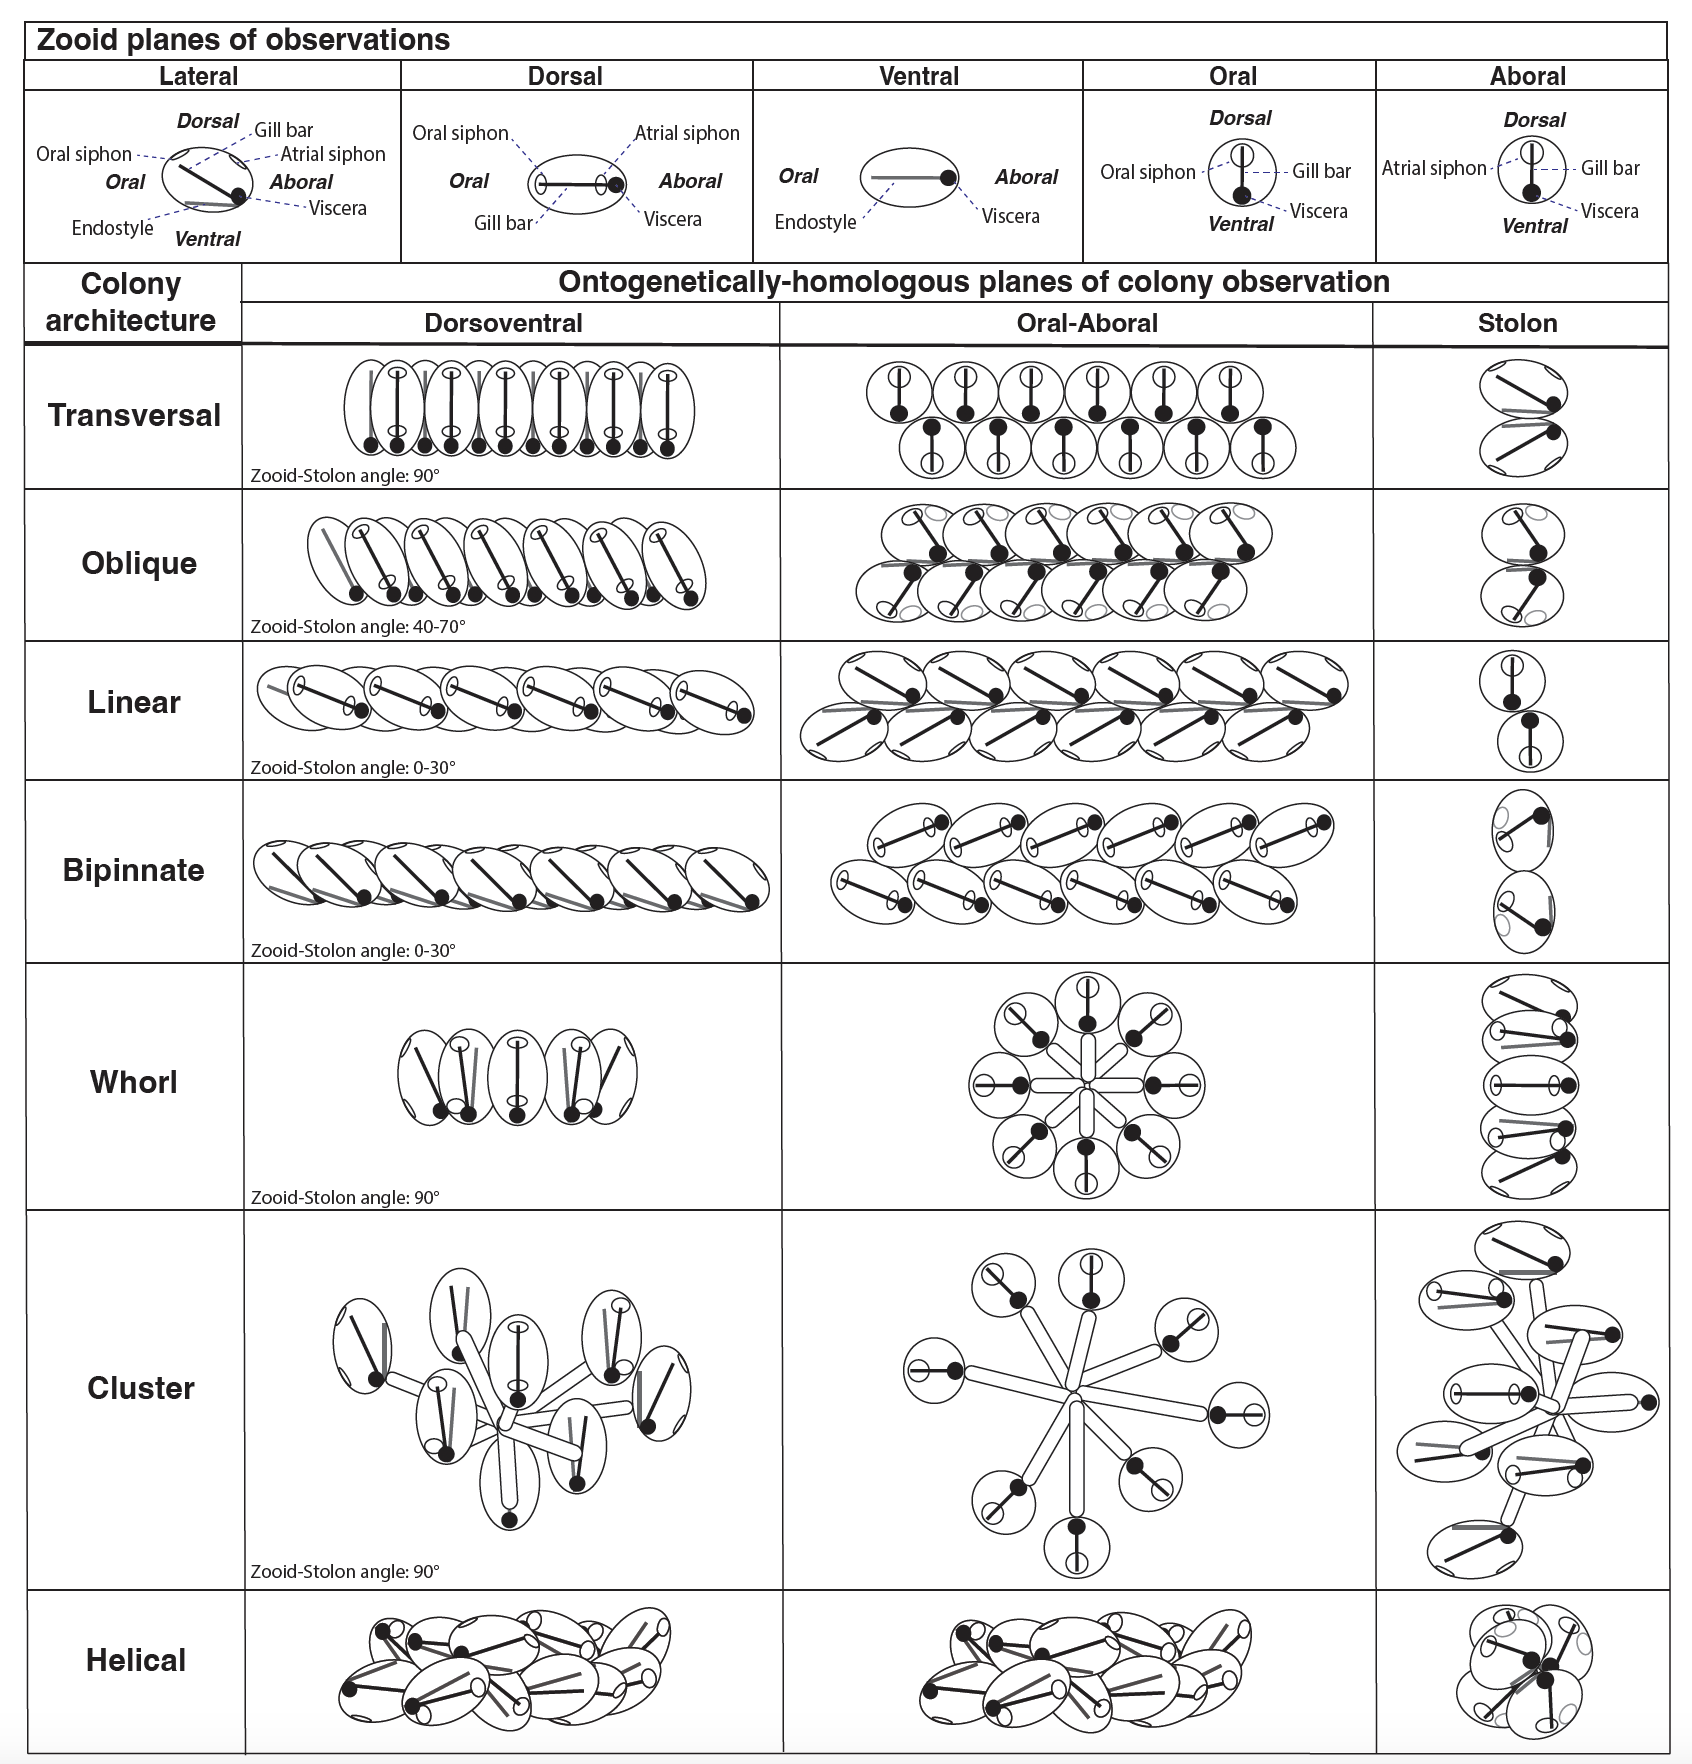 Zooid planes of observations
Lateral Dorsal Ventral Oral Aboral
Dorsal
Gill bar
Oral siphon
Atrial siphon
Oral
Aboral
Viscera
Endostyle
Ventral
Oral siphon
Atrial siphon
Oral
Aboral
Gill bar
Viscera
Oral
Aboral
Endostyle
Viscera
Dorsal
Oral siphon
Gill bar
Viscera
Ventral
Dorsal
Atrial siphon
Gill bar
Viscera
Ventral
Colony
architecture
Ontogenetically-homologous planes of colony observation
Dorsoventral Oral-Aboral Stolon
Transversal
Zooid-Stolon angle: 90°
Oblique
Zooid-Stolon angle: 40-70°
Linear
Zooid-Stolon angle: 0-30°
Bipinnate
Zooid-Stolon angle: 0-30°
Whorl
Zooid-Stolon angle: 90°
Cluster
Zooid-Stolon angle: 90°
Helical